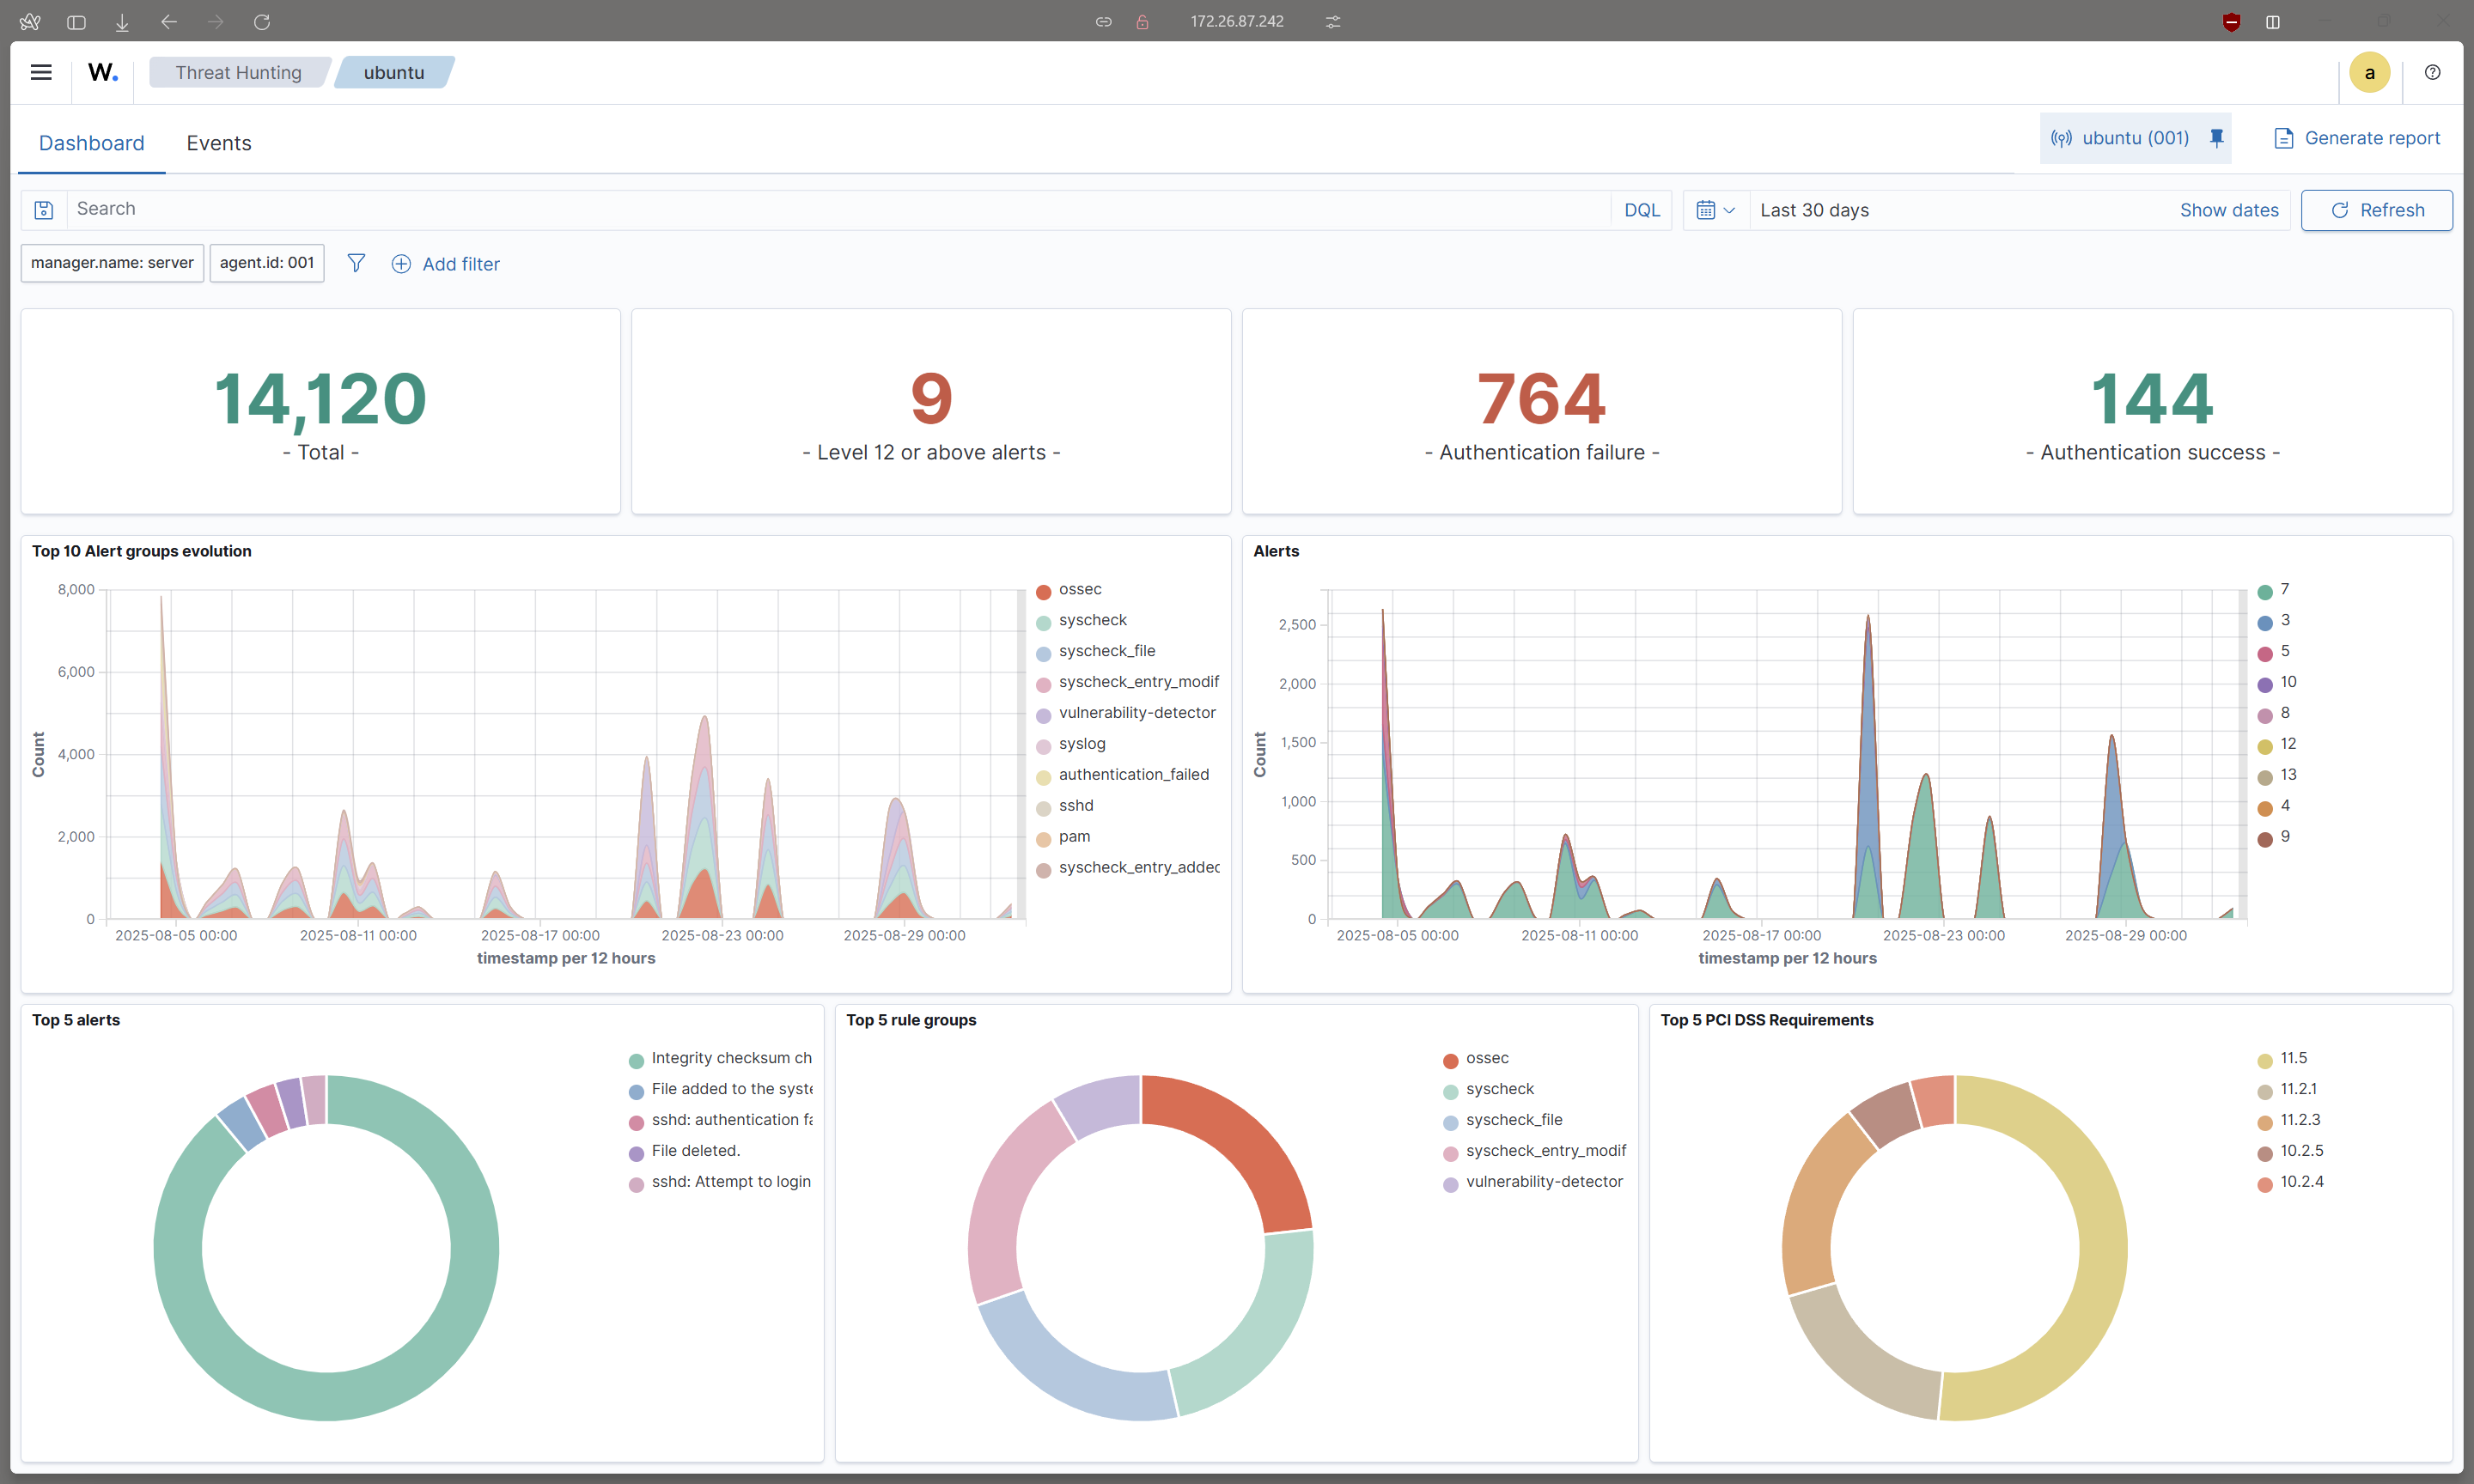 172.26.87.242
W.
Threat Hunting
ubuntu
a
Dashboard
Events
ubuntu (001)
Generate report
Search
DQL
Last 30 days
Show dates
Refresh
manager.name: server
agent.id: 001
Add filter
14,120
- Total -
9
- Level 12 or above alerts -
764
- Authentication failure -
144
- Authentication success -
Top 10 Alert groups evolution
8,000
6,000
4,000
2,000
0
Count
2025-08-05 00:00
2025-08-11 00:00
2025-08-17 00:00
2025-08-23 00:00
2025-08-29 00:00
timestamp per 12 hours
ossec
syscheck
syscheck_file
syscheck_entry_modif
vulnerability-detector
syslog
authentication_failed
sshd
pam
syscheck_entry_added
Alerts
2,500
2,000
1,500
1,000
500
0
Count
2025-08-05 00:00
2025-08-11 00:00
2025-08-17 00:00
2025-08-23 00:00
2025-08-29 00:00
timestamp per 12 hours
7
3
5
10
8
12
13
4
9
Top 5 alerts
Integrity checksum ch
File added to the syste
sshd: authentication fa
File deleted.
sshd: Attempt to login
Top 5 rule groups
ossec
syscheck
syscheck_file
syscheck_entry_modif
vulnerability-detector
Top 5 PCI DSS Requirements
11.5
11.2.1
11.2.3
10.2.5
10.2.4